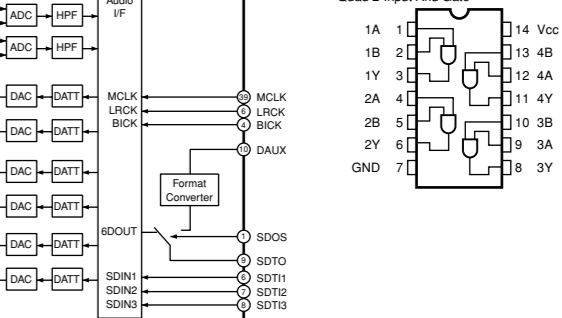 Audio
I/F
ADC
HPF
ADC
HPF
DAC
DATT
DAC
DATT
DAC
DATT
DAC
DATT
DAC
DATT
DAC
DATT
MCLK
LRCK
BICK
6DOUT
SDIN1
SDIN2
SDIN3
Format
Converter
39 MCLK
6 LRCK
4 BICK
10 DAUX
1 SDOS
9 SDTO
6 SDTI1
7 SDTI2
8 SDTI3
Quad 2 Input And Gate
1A 1
1B 2
1Y 3
2A 4
2B 5
2Y 6
GND 7
14 Vcc
13 4B
12 4A
11 4Y
10 3B
9 3A
8 3Y